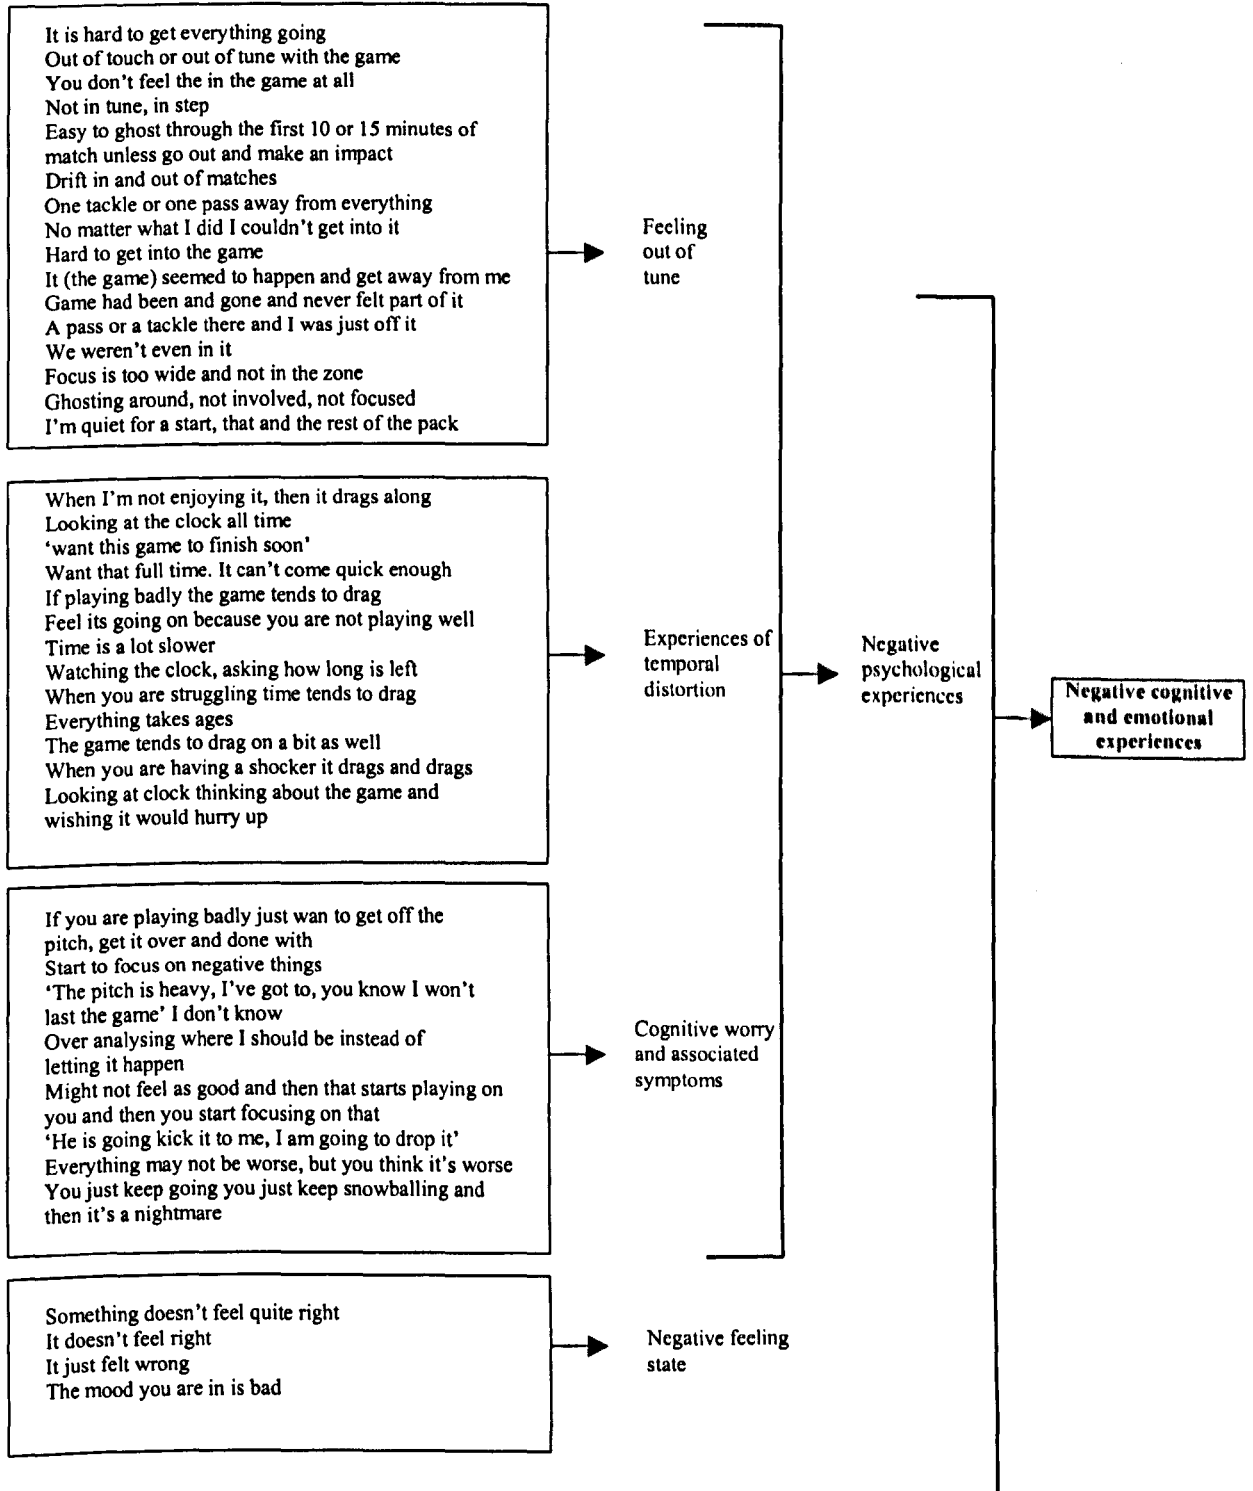 It is hard to get everything going
Out of touch or out of tune with the game
You don't feel the in the game at all
Not in tune, in step
Easy to ghost through the first 10 or 15 minutes of
match unless go out and make an impact
Drift in and out of matches
One tackle or one pass away from everything
No matter what I did I couldn't get into it
Hard to get into the game
It (the game) seemed to happen and get away from me
Game had been and gone and never felt part of it
A pass or a tackle there and I was just off it
We weren't even in it
Focus is too wide and not in the zone
Ghosting around, not involved, not focused
I'm quiet for a start, that and the rest of the pack
Feeling
out of
tune
When I'm not enjoying it, then it drags along
Looking at the clock all time
‘want this game to finish soon’
Want that full time. It can't come quick enough
If playing badly the game tends to drag
Feel its going on because you are not playing well
Time is a lot slower
Watching the clock, asking how long is left
When you are struggling time tends to drag
Everything takes ages
The game tends to drag on a bit as well
When you are having a shocker it drags and drags
Looking at clock thinking about the game and
wishing it would hurry up
Experiences of
temporal
distortion
If you are playing badly just wan to get off the
pitch, get it over and done with
Start to focus on negative things
‘The pitch is heavy, I've got to, you know I won't
last the game’ I don't know
Over analysing where I should be instead of
letting it happen
Might not feel as good and then that starts playing on
you and then you start focusing on that
‘He is going kick it to me, I am going to drop it’
Everything may not be worse, but you think it's worse
You just keep going you just keep snowballing and
then it's a nightmare
Cognitive worry
and associated
symptoms
Something doesn't feel quite right
It doesn't feel right
It just felt wrong
The mood you are in is bad
Negative feeling
state
Negative
psychological
experiences
Negative cognitive
and emotional
experiences